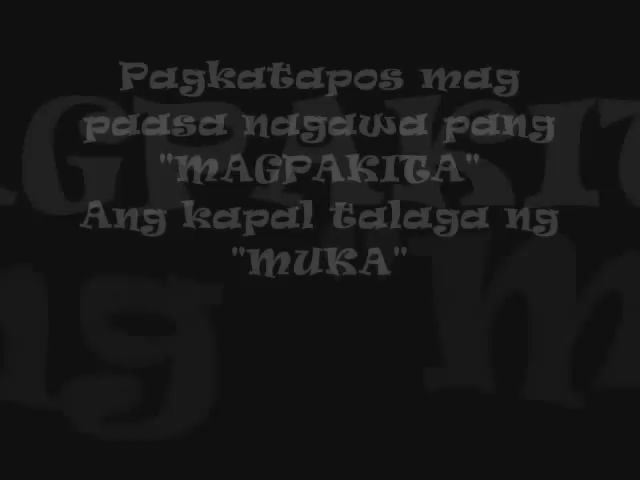 Pagkatapos mag
paasa nagawa pang
"MAGPAKITA"
Ang kapal talaga ng
"MUKA"